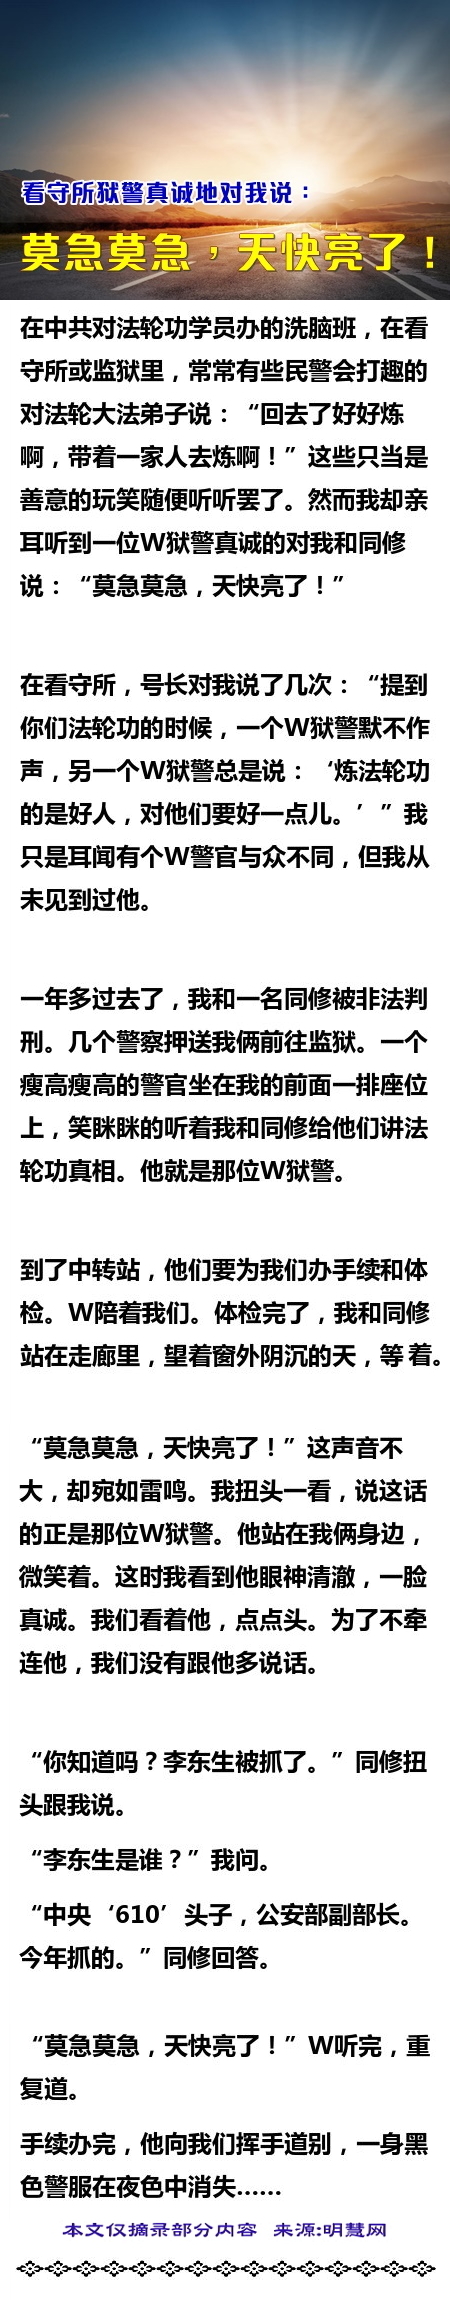 看守所狱警真诚地对我说：
莫急莫急，天快亮了！
在中共对法轮功学员办的洗脑班，在看
守所或监狱里，常常有些民警会打趣的
对法轮大法弟子说：“回去了好好炼
啊，带着一家人去炼啊！”这些只当是
善意的玩笑随便听听罢了。然而我却亲
耳听到一位W狱警真诚的对我和同修
说：“莫急莫急，天快亮了！”
在看守所，号长对我说了几次：“提到
你们法轮功的时候，一个W狱警默不作
声，另一个W狱警总是说：‘炼法轮功
的是好人，对他们要好一点儿。’”我
只是耳闻有个W警官与众不同，但我从
未见到过他。
一年多过去了，我和一名同修被非法判
刑。几个警察押送我俩前往监狱。一个
瘦高瘦高的警官坐在我的前面一排座位
上，笑眯眯的听着我和同修给他们讲法
轮功真相。他就是那位W狱警。
到了中转站，他们要为我们办手续和体
检。W陪着我们。体检完了，我和同修
站在走廊里，望着窗外阴沉的天，等着。
“莫急莫急，天快亮了！”这声音不
大，却宛如雷鸣。我扭头一看，说这话
的正是那位W狱警。他站在我俩身边，
微笑着。这时我看到他眼神清澈，一脸
真诚。我们看着他，点点头。为了不牵
连他，我们没有跟他多说话。
“你知道吗？李东生被抓了。”同修扭
头跟我说。
“李东生是谁？”我问。
“中央‘610’头子，公安部副部长。
今年抓的。”同修回答。
“莫急莫急，天快亮了！”W听完，重
复道。
手续办完，他向我们挥手道别，一身黑
色警服在夜色中消失……
本文仅摘录部分内容 来源:明慧网